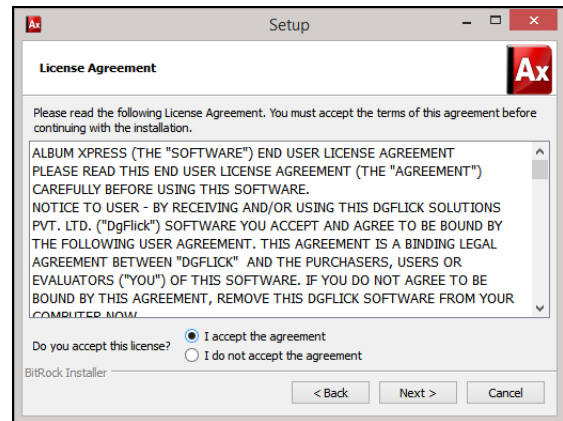 Ax
Setup
License Agreement
Ax
Please read the following License Agreement. You must accept the terms of this agreement before
continuing with the installation.
ALBUM XPRESS (THE "SOFTWARE") END USER LICENSE AGREEMENT
PLEASE READ THIS END USER LICENSE AGREEMENT (THE "AGREEMENT")
CAREFULLY BEFORE USING THIS SOFTWARE.
NOTICE TO USER - BY RECEIVING AND/OR USING THIS DGFLICK SOLUTIONS
PVT. LTD. ("DgFlick") SOFTWARE YOU ACCEPT AND AGREE TO BE BOUND BY
THE FOLLOWING USER AGREEMENT. THIS AGREEMENT IS A BINDING LEGAL
AGREEMENT BETWEEN "DGFLICK" AND THE PURCHASERS, USERS OR
EVALUATORS ("YOU") OF THIS SOFTWARE. IF YOU DO NOT AGREE TO BE
BOUND BY THIS AGREEMENT, REMOVE THIS DGFLICK SOFTWARE FROM YOUR
COMPUTER NOW
Do you accept this license?
I accept the agreement
I do not accept the agreement
BitRock Installer
< Back
Next >
Cancel